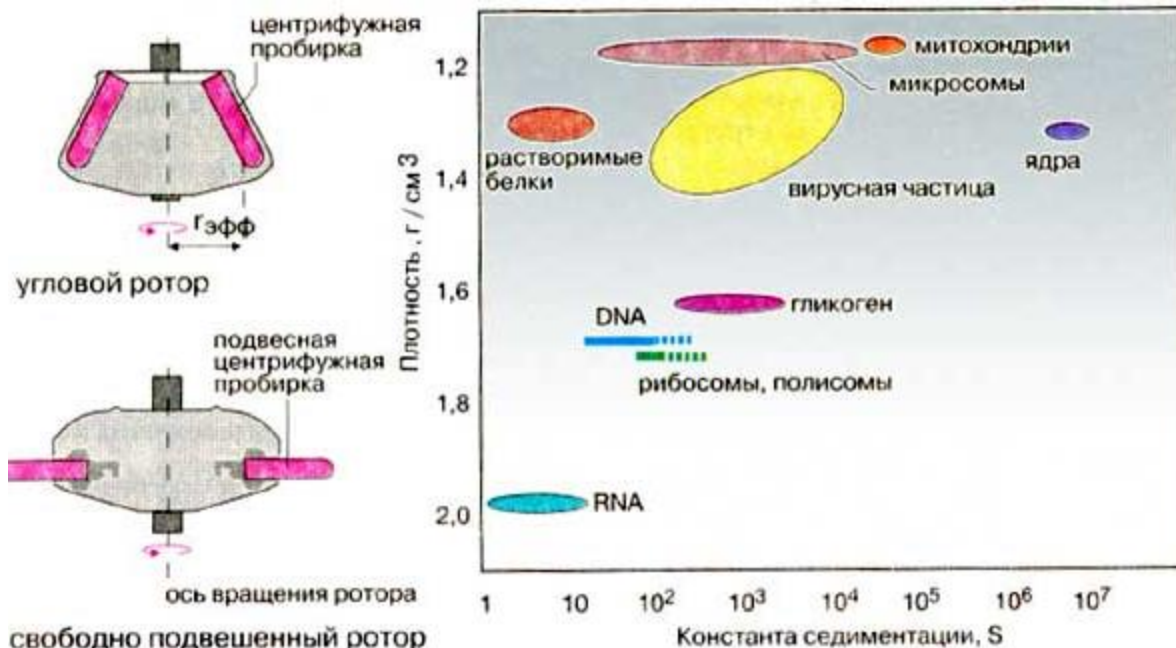 центрифужная
пробирка
rэфф
угловой ротор
подвесная
центрифужная
пробирка
ось вращения ротора
свободно подвешенный ротор
Плотность, г / см 3
1,2
1,4
1,6
1,8
2,0
митохондрии
микросомы
растворимые
белки
ядра
вирусная частица
гликоген
DNA
рибосомы, полисомы
RNA
1 10 10² 10³ 10⁴ 10⁵ 10⁶ 10⁷
Константа седиментации, S